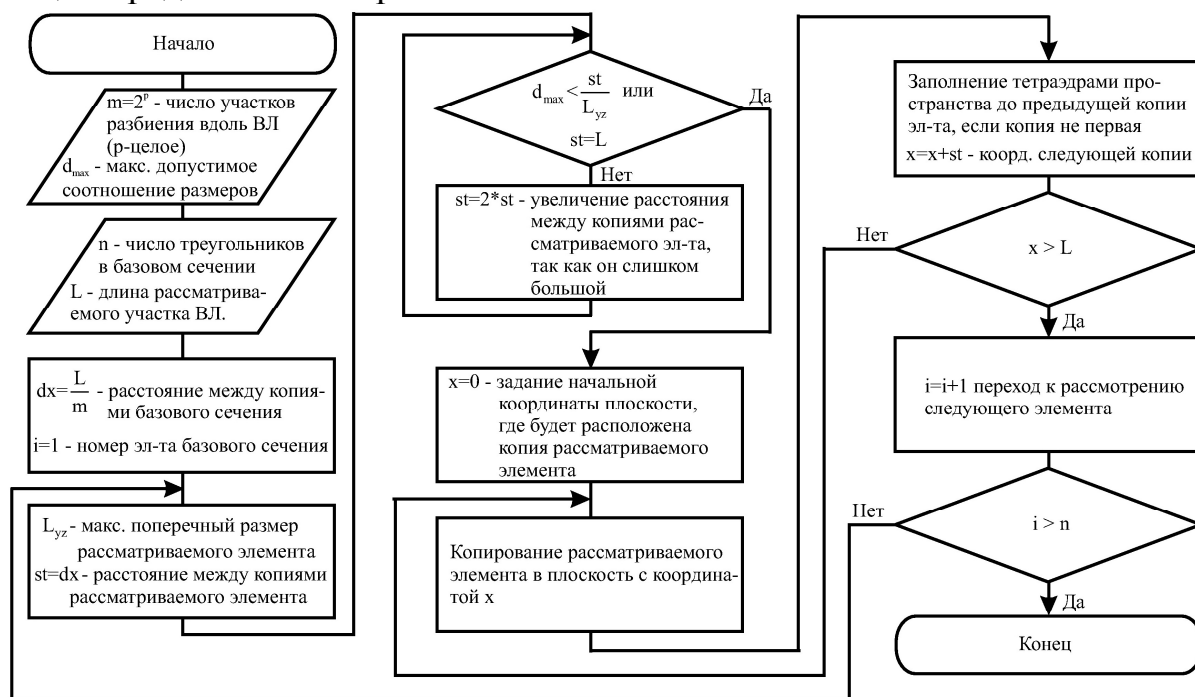 Начало
m=2^p - число участков
разбиения вдоль ВЛ
(p-целое)
d_max - макс. допустимое
соотношение размеров
n - число треугольников
в базовом сечении
L - длина рассматрива-
емого участка ВЛ.
dx=L/m - расстояние между копия-
ми базового сечения
i=1 - номер эл-та базового сечения
L_yz - макс. поперечный размер
рассматриваемого элемента
st=dx - расстояние между копиями
рассматриваемого элемента
d_max < st/L_yz или
st=L
Да
Нет
st=2*st - увеличение расстояния
между копиями рас-
сматриваемого эл-та,
так как он слишком
большой
x=0 - задание начальной
координаты плоскости,
где будет расположена
копия рассматриваемого
элемента
Копирование рассматриваемого
элемента в плоскость с координа-
той x
Заполнение тетраэдрами про-
странства до предыдущей копии
эл-та, если копия не первая
x=x+st - коорд. следующей копии
Нет
x > L
Да
i=i+1 переход к рассмотрению
следующего элемента
Нет
i > n
Да
Конец